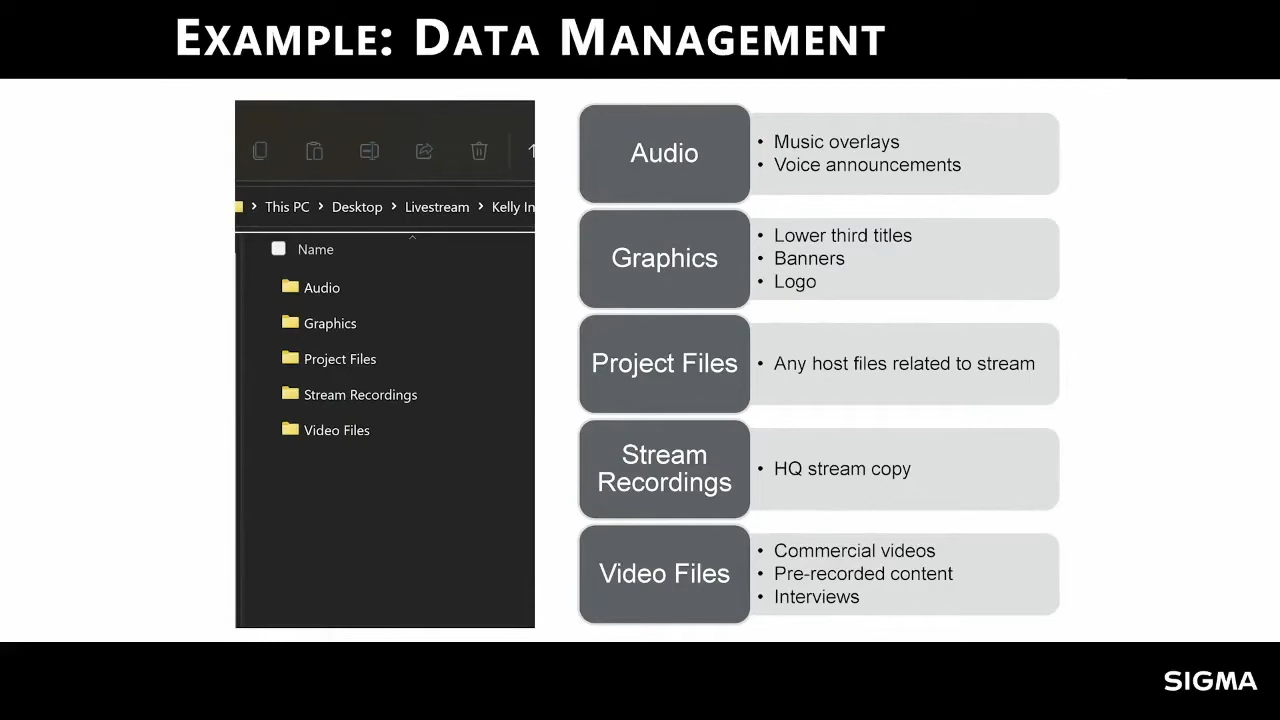 EXAMPLE: DATA MANAGEMENT
This PC > Desktop > Livestream > Kelly In
Name
Audio
Graphics
Project Files
Stream Recordings
Video Files
Audio
• Music overlays
• Voice announcements
Graphics
• Lower third titles
• Banners
• Logo
Project Files
• Any host files related to stream
Stream
Recordings
• HQ stream copy
Video Files
• Commercial videos
• Pre-recorded content
• Interviews
SIGMA